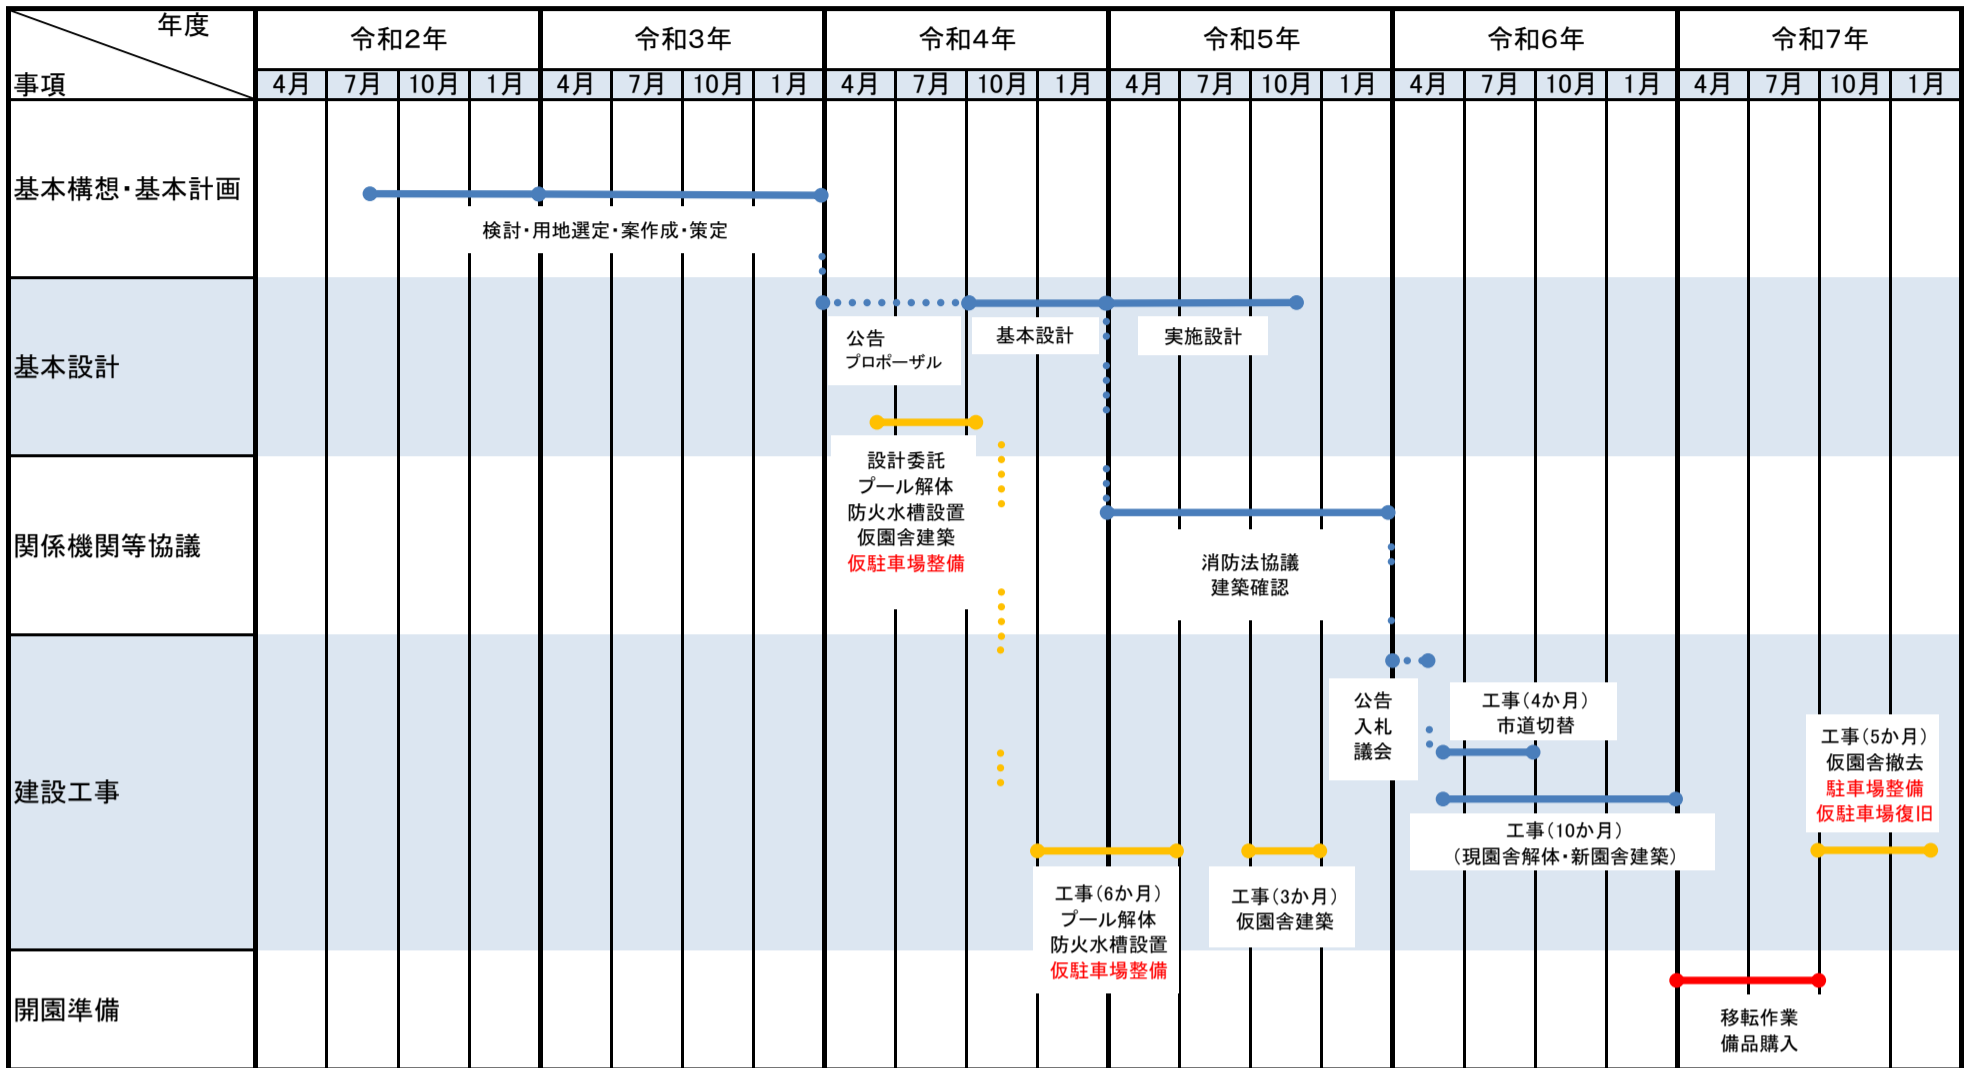 年度
事項
令和2年 令和3年 令和4年 令和5年 令和6年 令和7年
4月 7月 10月 1月 4月 7月 10月 1月 4月 7月 10月 1月 4月 7月 10月 1月 4月 7月 10月 1月 4月 7月 10月 1月
基本構想・基本計画
検討・用地選定・案作成・策定
基本設計
公告
プロポーザル
基本設計
実施設計
設計委託
プール解体
防火水槽設置
仮園舎建築
仮駐車場整備
関係機関等協議
消防法協議
建築確認
建設工事
公告
入札
議会
工事(4か月)
市道切替
工事(10か月)
(現園舎解体・新園舎建築)
工事(5か月)
仮園舎撤去
駐車場整備
仮駐車場復旧
工事(6か月)
プール解体
防火水槽設置
仮駐車場整備
工事(3か月)
仮園舎建築
開園準備
移転作業
備品購入